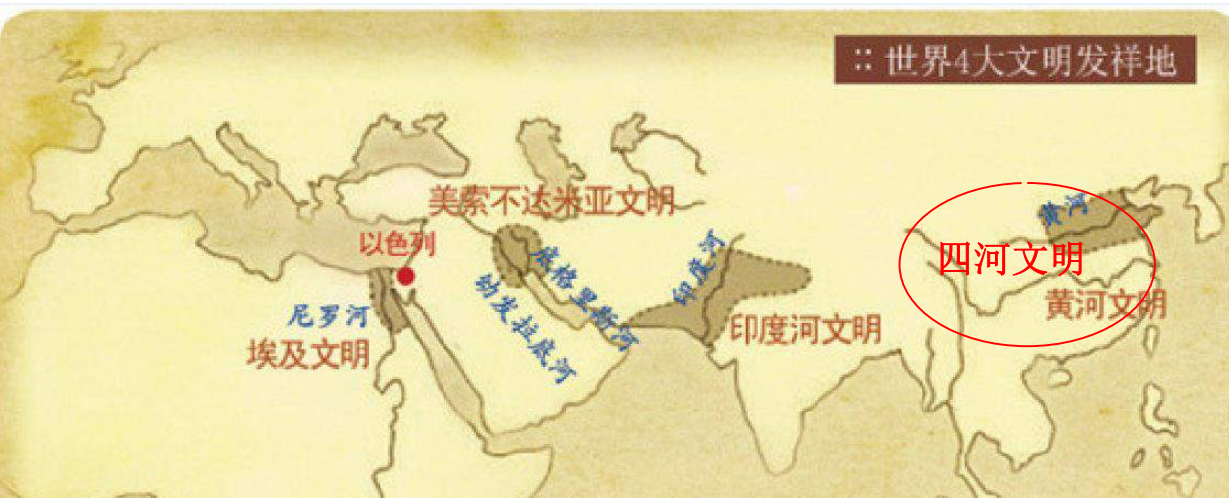 :: 世界4大文明发祥地
美索不达米亚文明
以色列
黄河
四河文明
底格里斯河
印度河
幼发拉底河
黄河文明
尼罗河
印度河文明
埃及文明